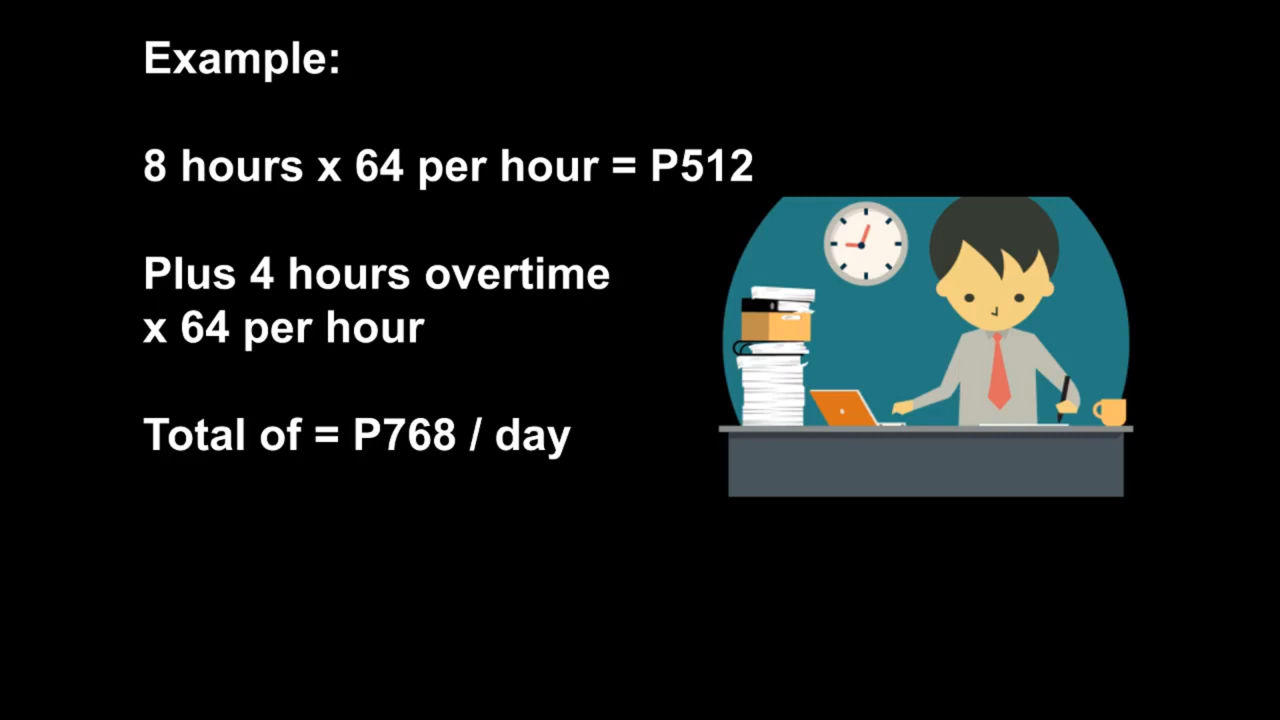 Example:
8 hours x 64 per hour = P512
Plus 4 hours overtime
x 64 per hour
Total of = P768 / day